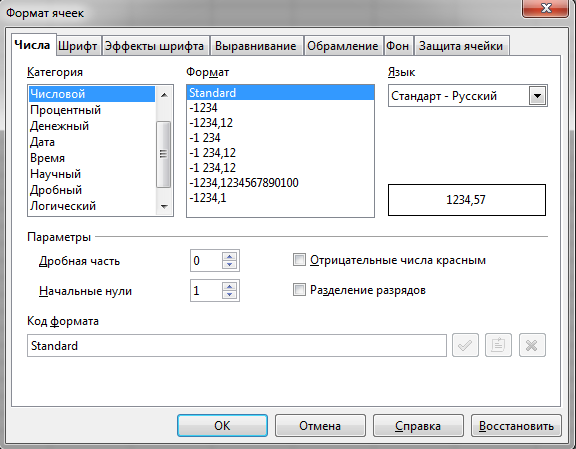 Формат ячеек
Числа Шрифт Эффекты шрифта Выравнивание Обрамление Фон Защита ячейки
Категория
Числовой
Процентный
Денежный
Дата
Время
Научный
Дробный
Логический
Формат
Standard
-1234
-1234,12
-1 234
-1 234,12
-1 234,12
-1234,1234567890100
-1234,1
Язык
Стандарт - Русский
1234,57
Параметры
Дробная часть 0 Отрицательные числа красным
Начальные нули 1 Разделение разрядов
Код формата
Standard
OK Отмена Справка Восстановить